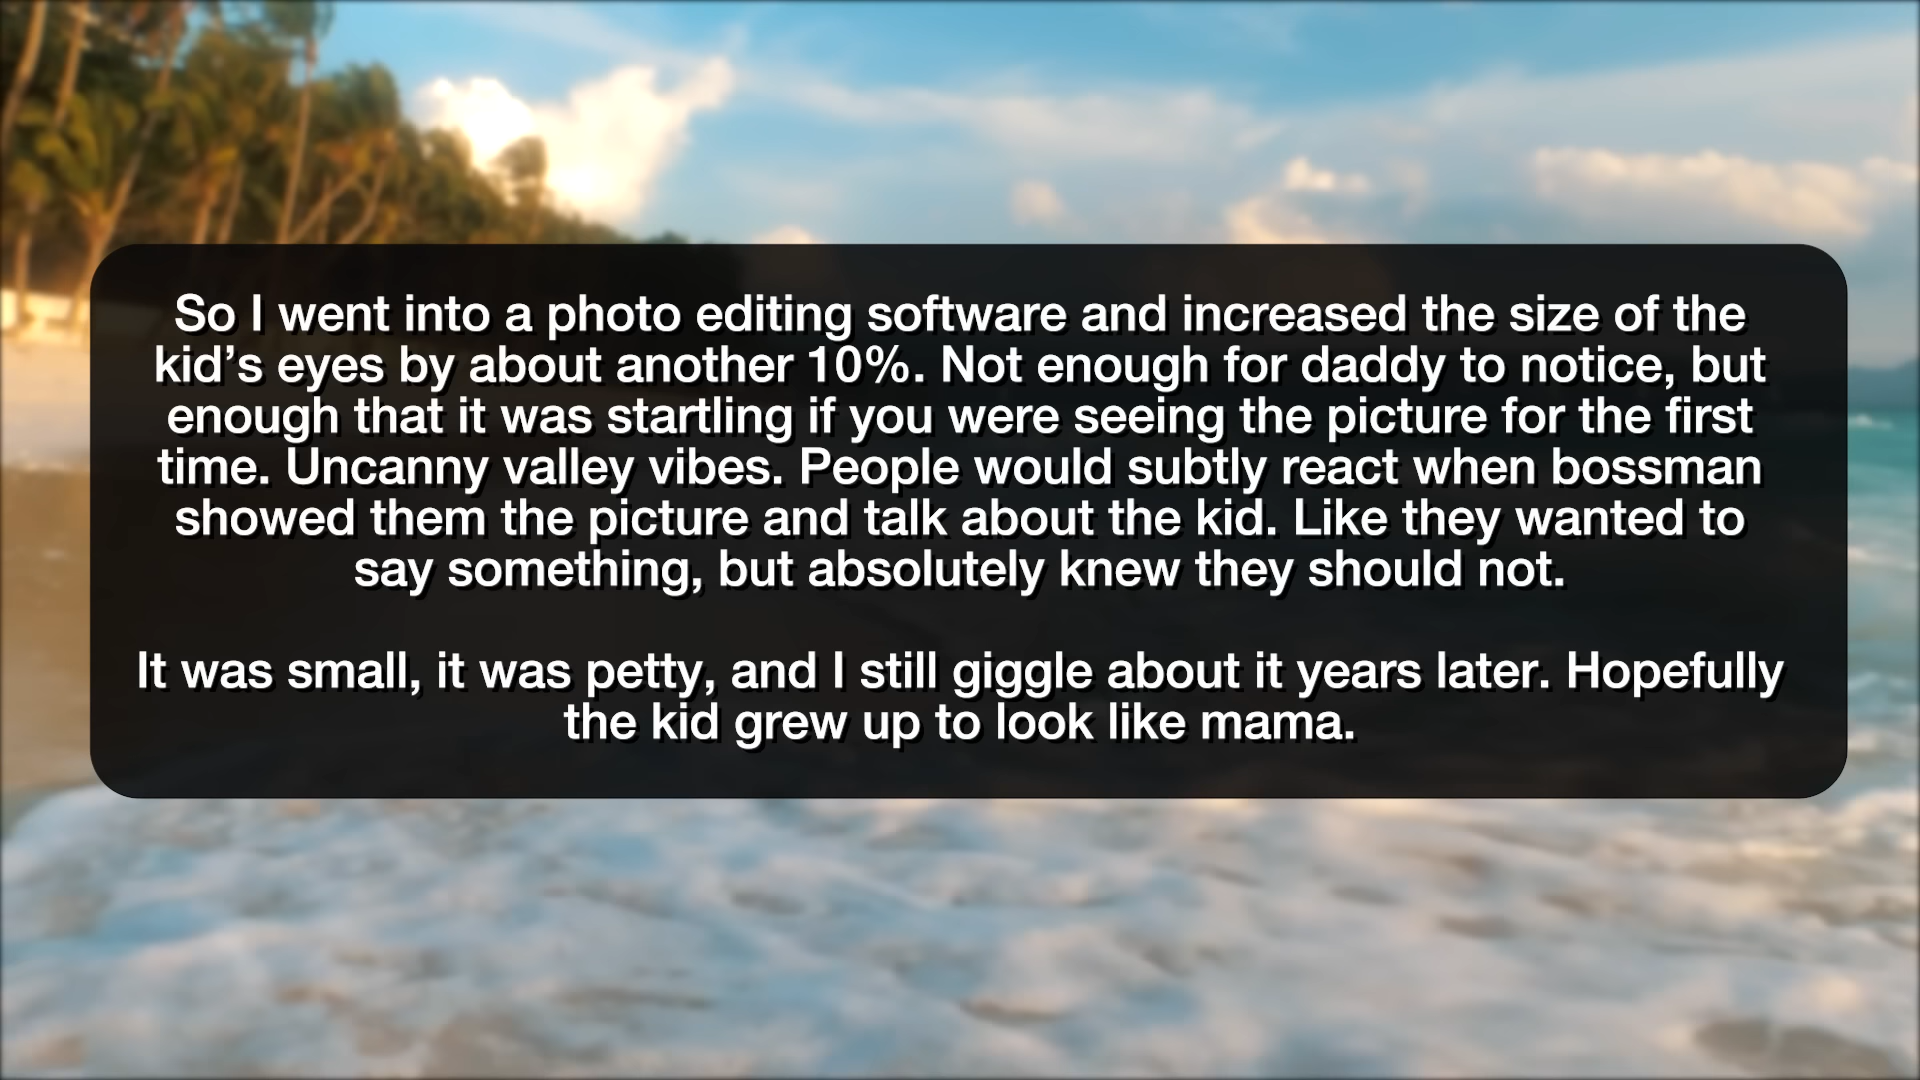 So I went into a photo editing software and increased the size of the
kid’s eyes by about another 10%. Not enough for daddy to notice, but
enough that it was startling if you were seeing the picture for the first
time. Uncanny valley vibes. People would subtly react when bossman
showed them the picture and talk about the kid. Like they wanted to
say something, but absolutely knew they should not.
It was small, it was petty, and I still giggle about it years later. Hopefully
the kid grew up to look like mama.